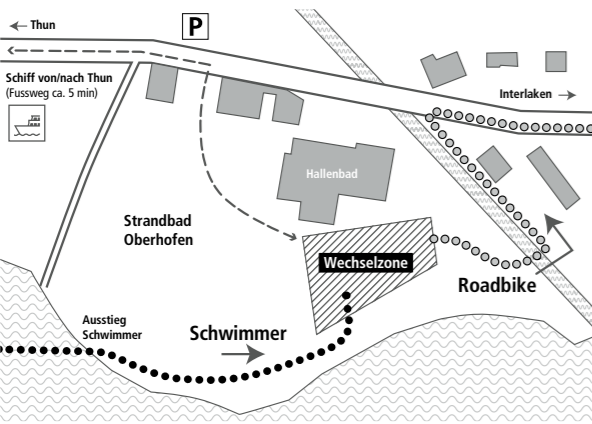 Thun
P
Schiff von/nach Thun
(Fussweg ca. 5 min)
Interlaken
Hallenbad
Strandbad
Oberhofen
Wechselzone
Roadbike
Ausstieg
Schwimmer
Schwimmer